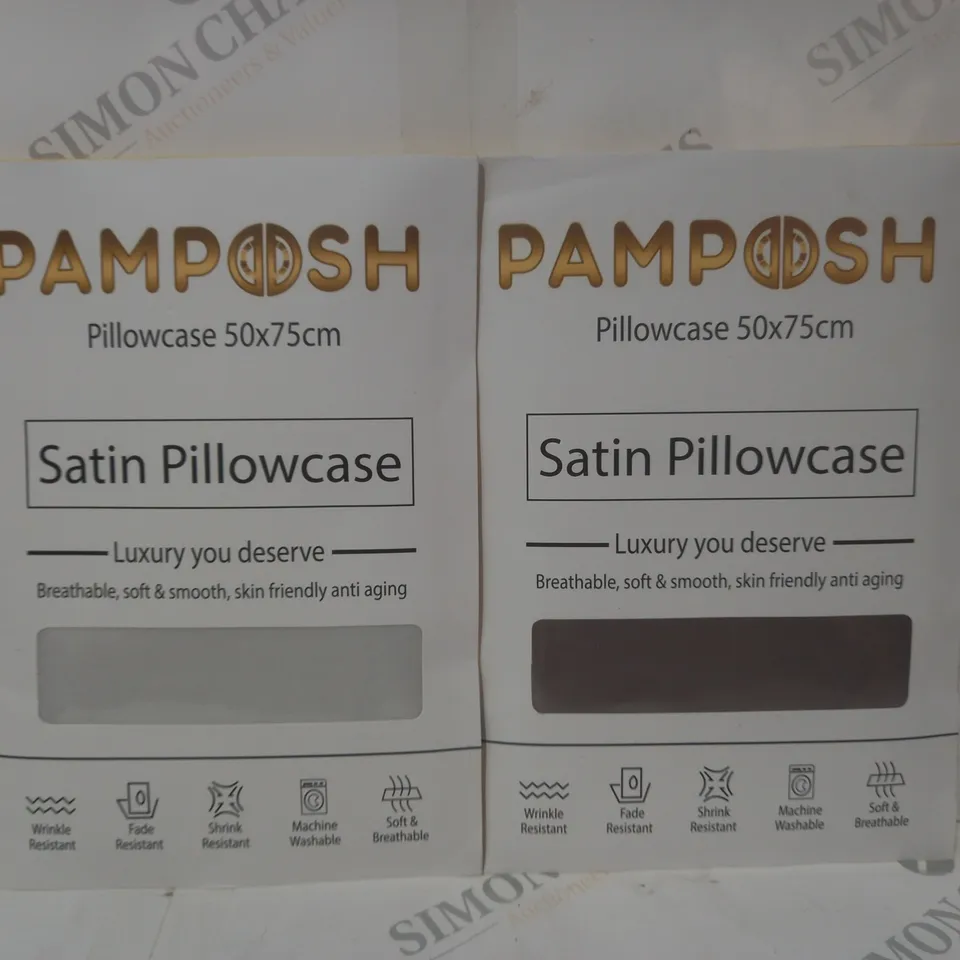 SIMON CHA
Auctioneers & Valuers
SIMON
PAMPOSH
Pillowcase 50x75cm
Satin Pillowcase
Luxury you deserve
Breathable, soft & smooth, skin friendly anti aging
Wrinkle
Resistant
Fade
Resistant
Shrink
Resistant
Machine
Washable
Soft &
Breathable
PAMPOSH
Pillowcase 50x75cm
Satin Pillowcase
Luxury you deserve
Breathable, soft & smooth, skin friendly anti aging
Wrinkle
Resistant
Fade
Resistant
Shrink
Resistant
Machine
Washable
Soft &
Breathable
SIMON
SIMON